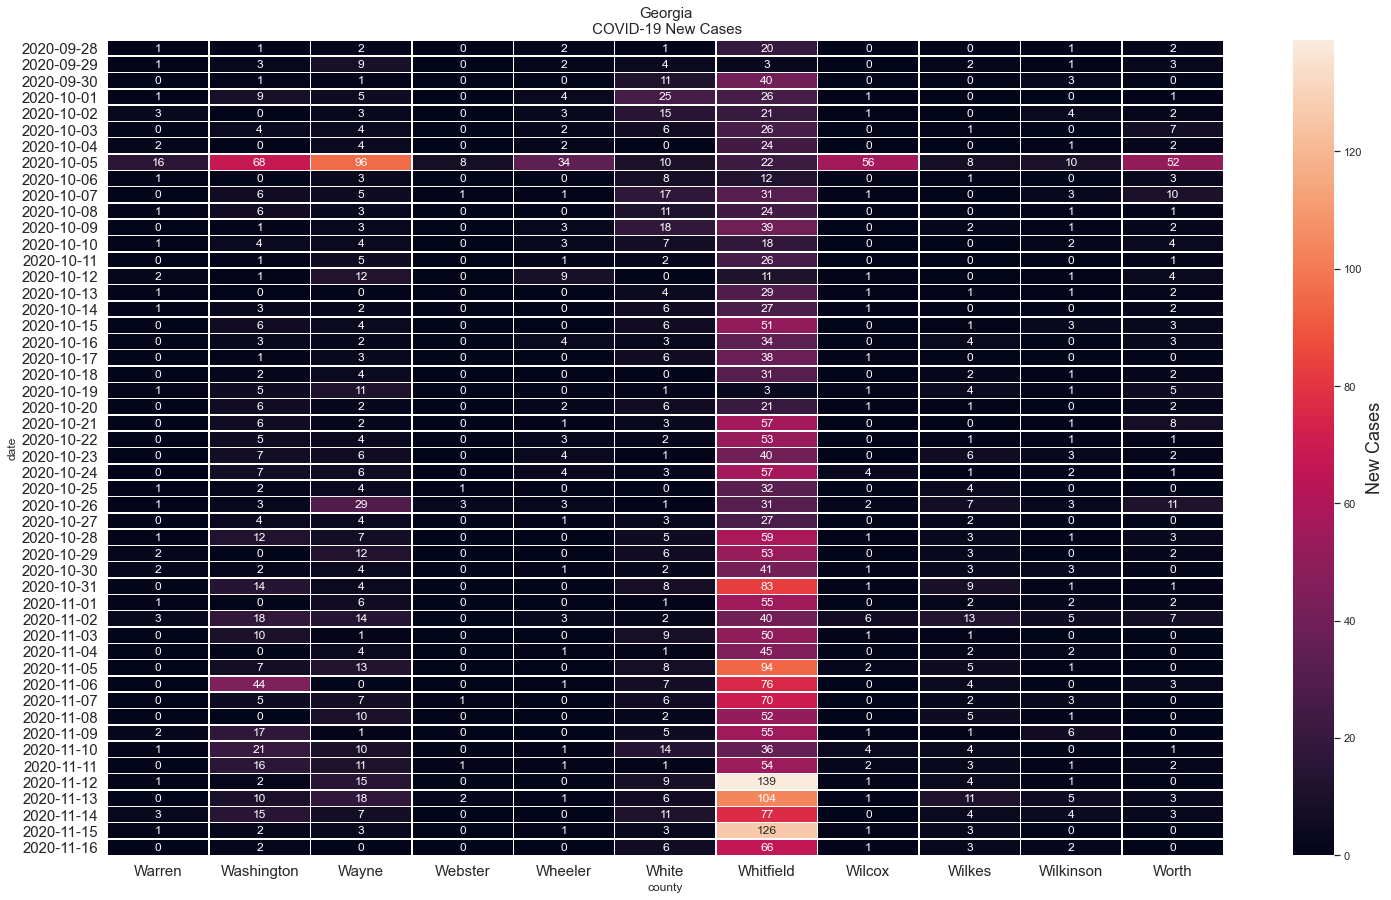 Georgia
COVID-19 New Cases
2020-09-28 1 1 2 0 2 1 20 0 0 1 2
2020-09-29 1 3 9 0 2 4 3 0 2 1 3
2020-09-30 0 1 1 0 0 11 40 0 0 3 0
2020-10-01 1 9 5 0 4 25 26 1 0 0 1
2020-10-02 3 0 3 0 3 15 21 1 0 4 2
2020-10-03 0 4 4 0 2 6 26 0 1 0 7
2020-10-04 2 0 4 0 0 2 24 0 0 1 2
2020-10-05 16 68 96 8 34 10 22 56 8 10 52
2020-10-06 1 0 3 0 0 8 12 0 1 0 3
2020-10-07 0 6 5 1 1 17 31 1 0 3 10
2020-10-08 1 6 3 0 0 11 24 0 0 1 1
2020-10-09 0 1 3 0 3 18 39 0 2 1 2
2020-10-10 1 4 4 0 3 7 18 0 0 2 4
2020-10-11 0 1 5 0 1 2 26 0 0 0 1
2020-10-12 2 1 12 0 9 0 11 1 0 1 4
2020-10-13 1 0 0 0 0 4 29 1 1 1 2
2020-10-14 1 3 2 0 0 6 27 1 0 0 2
2020-10-15 0 6 4 0 0 6 51 0 1 3 3
2020-10-16 0 3 2 0 4 3 34 0 4 0 3
2020-10-17 0 1 3 0 0 6 38 1 0 0 0
2020-10-18 0 2 4 0 0 0 31 0 2 1 2
2020-10-19 1 5 11 0 0 1 3 1 4 1 5
2020-10-20 0 6 2 0 2 6 21 1 1 0 2
2020-10-21 0 6 2 0 1 3 57 0 0 1 8
2020-10-22 0 5 4 0 3 2 53 0 1 1 1
2020-10-23 0 7 6 0 4 1 40 0 6 3 2
2020-10-24 0 7 6 0 4 3 57 4 1 2 1
2020-10-25 1 2 4 1 0 0 32 0 4 0 0
2020-10-26 1 3 29 3 3 1 31 2 7 3 11
2020-10-27 0 4 4 0 1 3 27 0 2 0 0
2020-10-28 1 12 7 0 0 5 59 1 3 1 3
2020-10-29 2 0 12 0 0 6 53 0 3 0 2
2020-10-30 2 2 4 0 1 2 41 1 3 3 0
2020-10-31 0 14 4 0 0 8 83 1 9 1 1
2020-11-01 1 0 6 0 0 1 55 0 2 2 2
2020-11-02 3 18 14 0 3 2 40 6 13 5 7
2020-11-03 0 10 1 0 0 9 50 1 1 0 0
2020-11-04 0 0 4 0 1 1 45 0 2 2 0
2020-11-05 0 7 13 0 0 8 94 2 5 1 0
2020-11-06 0 44 0 0 1 7 76 0 4 0 3
2020-11-07 0 5 7 1 0 6 70 0 2 3 0
2020-11-08 0 0 10 0 0 2 52 0 5 1 0
2020-11-09 2 17 1 0 0 5 55 1 1 6 0
2020-11-10 1 21 10 0 1 14 36 4 4 0 1
2020-11-11 0 16 11 1 1 1 54 2 3 1 2
2020-11-12 1 2 15 0 0 9 139 1 4 1 0
2020-11-13 0 10 18 2 1 6 104 1 11 5 3
2020-11-14 3 15 7 0 0 11 77 0 4 4 3
2020-11-15 1 2 3 0 1 3 126 1 3 0 0
2020-11-16 0 2 0 0 0 6 66 1 3 2 0
Warren Washington Wayne Webster Wheeler White Whitfield Wilcox Wilkes Wilkinson Worth
county
date
120
100
80
60
40
20
0
New Cases